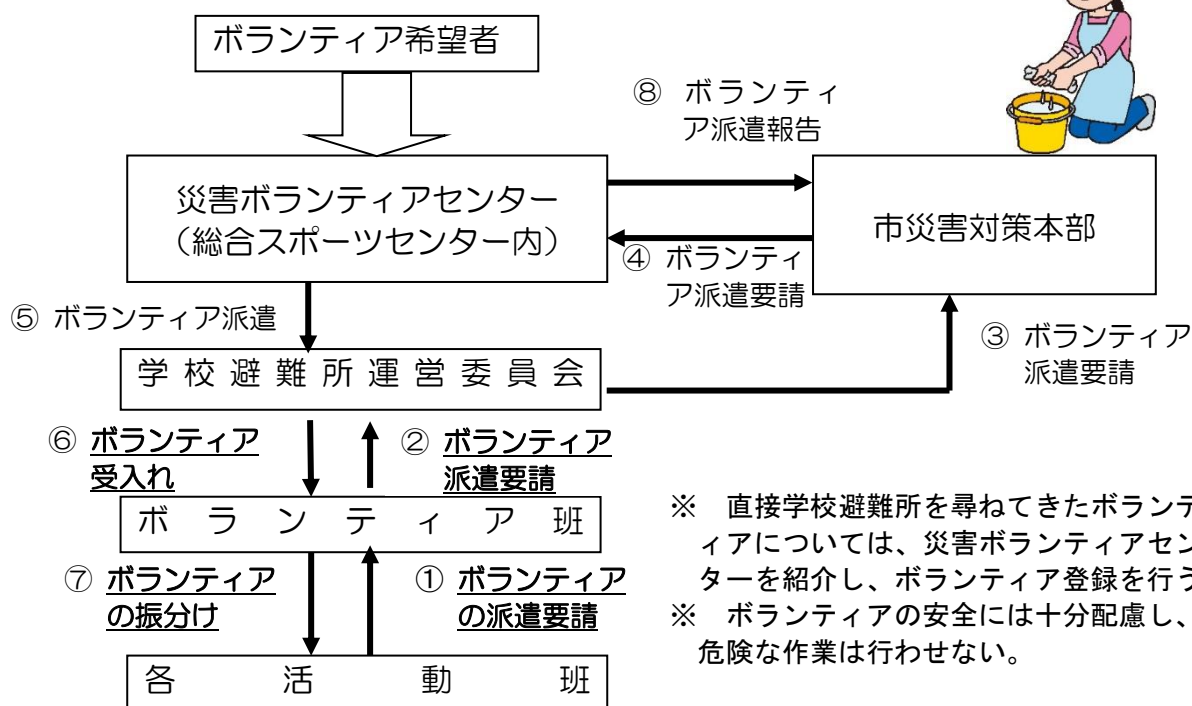 ボランティア希望者
⑧ ボランティ
ア派遣報告
災害ボランティアセンター
（総合スポーツセンター内）
市災害対策本部
④ ボランティ
ア派遣要請
⑤ ボランティア派遣
③ ボランティア
派遣要請
学校避難所運営委員会
⑥ ボランティア
受入れ
② ボランティア
派遣要請
ボランティア班
⑦ ボランティア
の振分け
① ボランティア
の派遣要請
各活動班
※ 直接学校避難所を尋ねてきたボランテ
ィアについては、災害ボランティアセン
ターを紹介し、ボランティア登録を行う
※ ボランティアの安全には十分配慮し、
危険な作業は行わせない。